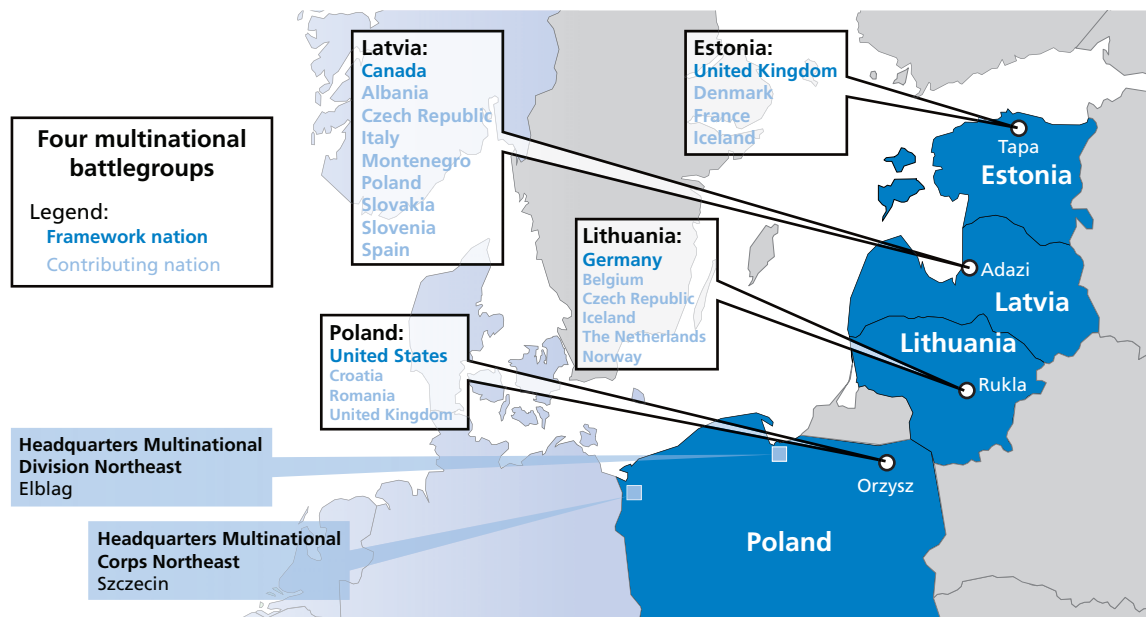 Four multinational
battlegroups
Legend:
Framework nation
Contributing nation
Latvia:
Canada
Albania
Czech Republic
Italy
Montenegro
Poland
Slovakia
Slovenia
Spain
Estonia:
United Kingdom
Denmark
France
Iceland
Lithuania:
Germany
Belgium
Czech Republic
Iceland
The Netherlands
Norway
Poland:
United States
Croatia
Romania
United Kingdom
Headquarters Multinational
Division Northeast
Elblag
Headquarters Multinational
Corps Northeast
Szczecin
Tapa
Estonia
Adazi
Latvia
Lithuania
Rukla
Orzysz
Poland